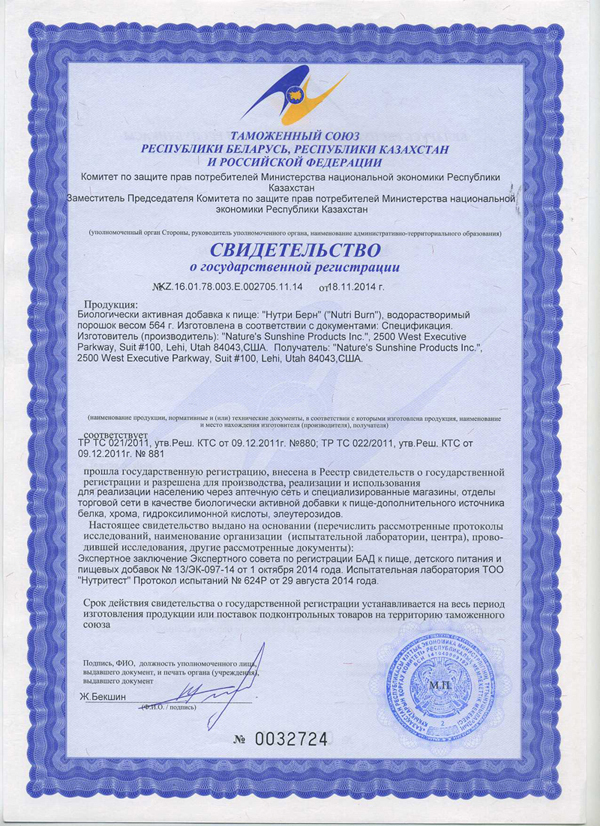 ТАМОЖЕННЫЙ СОЮЗ
РЕСПУБЛИКИ БЕЛАРУСЬ, РЕСПУБЛИКИ КАЗАХСТАН
И РОССИЙСКОЙ ФЕДЕРАЦИИ
Комитет по защите прав потребителей Министерства национальной экономики Республики
Казахстан
Заместитель Председателя Комитета по защите прав потребителей Министерства национальной
экономики Республики Казахстан
(уполномоченный орган Стороны, руководитель уполномоченного органа, наименование административно-территориального образования)
СВИДЕТЕЛЬСТВО
о государственной регистрации
№KZ.16.01.78.003.E.002705.11.14 от18.11.2014 г.
Продукция:
Биологически активная добавка к пище: "Нутри Берн" ("Nutri Burn"), водорастворимый
порошок весом 564 г. Изготовлена в соответствии с документами: Спецификация.
Изготовитель (производитель): "Nature's Sunshine Products Inc.", 2500 West Executive
Parkway, Suit #100, Lehi, Utah 84043,США. Получатель: "Nature's Sunshine Products Inc.",
2500 West Executive Parkway, Suit #100, Lehi, Utah 84043,США.
(наименование продукции, нормативные и (или) технические документы, в соответствии с которыми изготовлена продукция, наименование
и место нахождения изготовителя (производителя), получателя)
соответствует
ТР ТС 021/2011, утв.Реш. КТС от 09.12.2011г. №880; ТР ТС 022/2011, утв.Реш. КТС от
09.12.2011г. № 881
прошла государственную регистрацию, внесена в Реестр свидетельств о государственной
регистрации и разрешена для производства, реализации и использования
для реализации населению через аптечную сеть и специализированные магазины, отделы
торговой сети в качестве биологически активной добавки к пище-дополнительного источника
белка, хрома, гидроксилимонной кислоты, элеутерозидов.
Настоящее свидетельство выдано на основании (перечислить рассмотренные протоколы
исследований, наименование организации (испытательной лаборатории, центра), прово-
дившей исследования, другие рассмотренные документы):
Экспертное заключение Экспертного совета по регистрации БАД к пище, детского питания и
пищевых добавок № 13/ЭК-097-14 от 1 октября 2014 года. Испытательная лаборатория ТОО
"Нутритест" Протокол испытаний № 624Р от 29 августа 2014 года.
Срок действия свидетельства о государственной регистрации устанавливается на весь период
изготовления продукции или поставок подконтрольных товаров на территорию таможенного
союза
Подпись, ФИО, должность уполномоченного лица,
выдавшего документ, и печать органа (учреждения),
выдавшего документ
Ж.Бекшин
(Ф.И.О. / подпись)
М.П.
№ 0032724